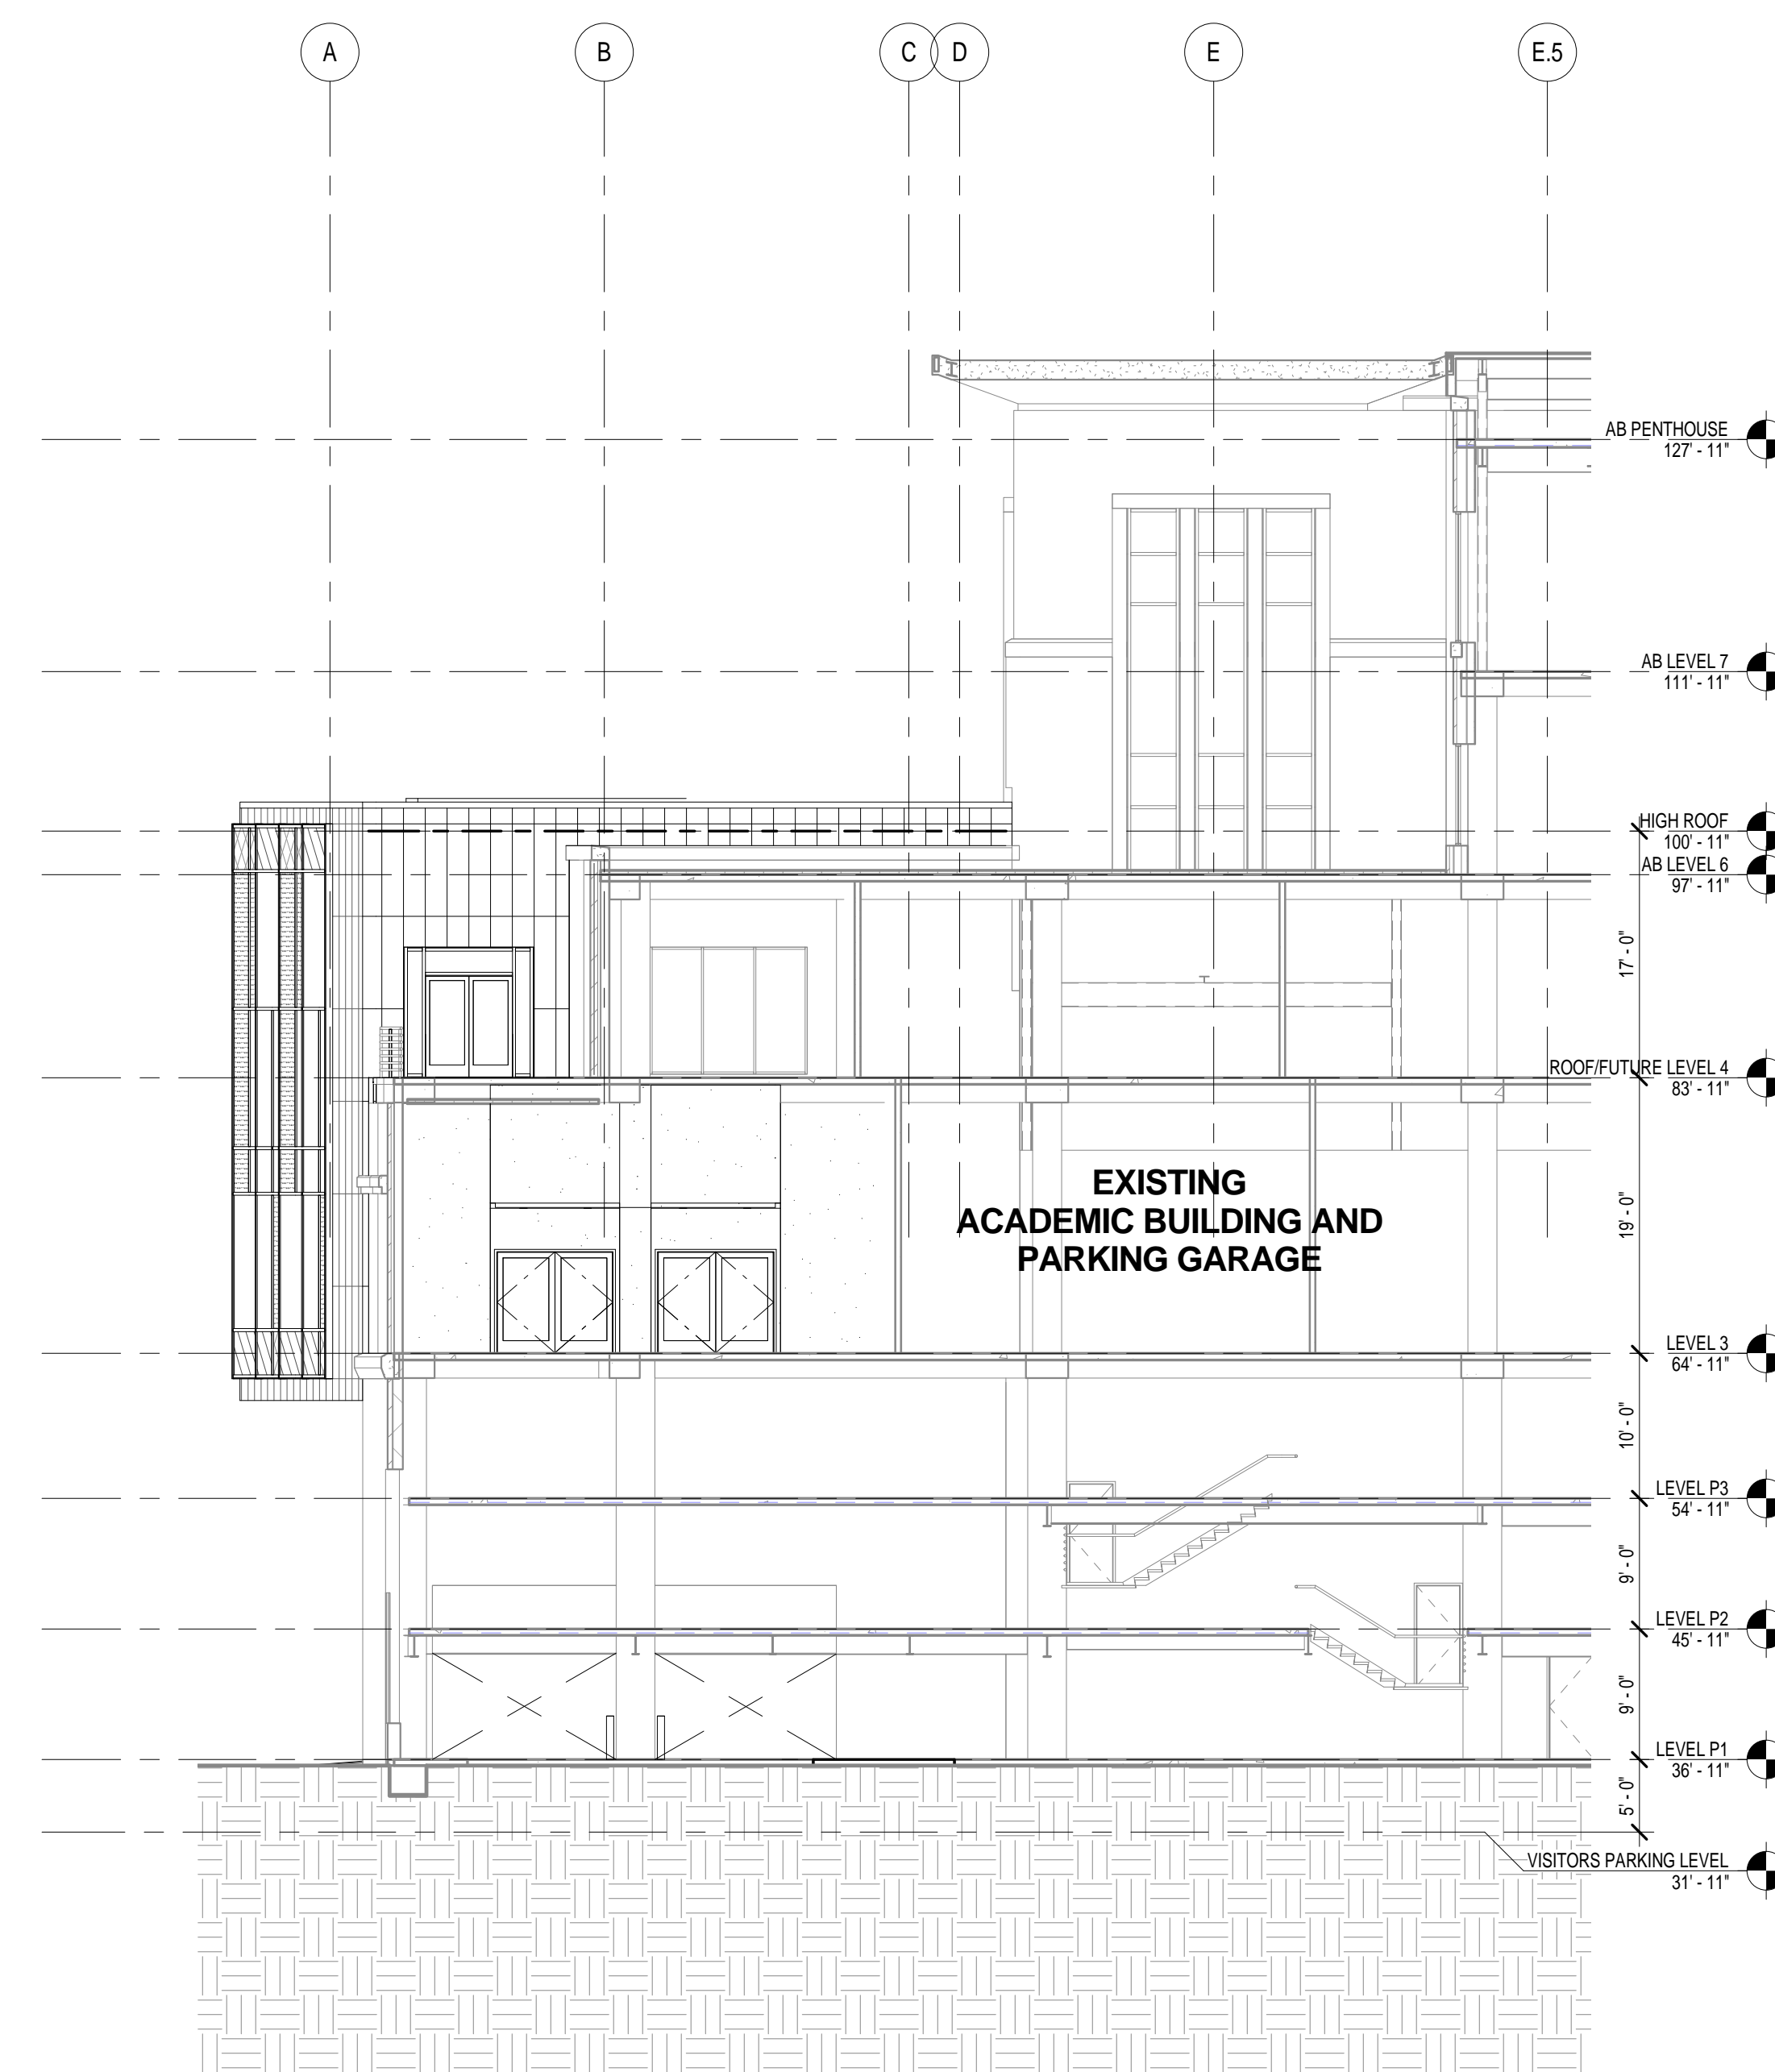 A
B
C
D
E
E.5
AB PENTHOUSE
127' - 11"
AB LEVEL 7
111' - 11"
HIGH ROOF
100' - 11"
AB LEVEL 6
97' - 11"
17' - 0"
ROOF/FUTURE LEVEL 4
83' - 11"
EXISTING
ACADEMIC BUILDING AND
PARKING GARAGE
19' - 0"
LEVEL 3
64' - 11"
10' - 0"
LEVEL P3
54' - 11"
9' - 0"
LEVEL P2
45' - 11"
9' - 0"
LEVEL P1
36' - 11"
5' - 0"
VISITORS PARKING LEVEL
31' - 11"